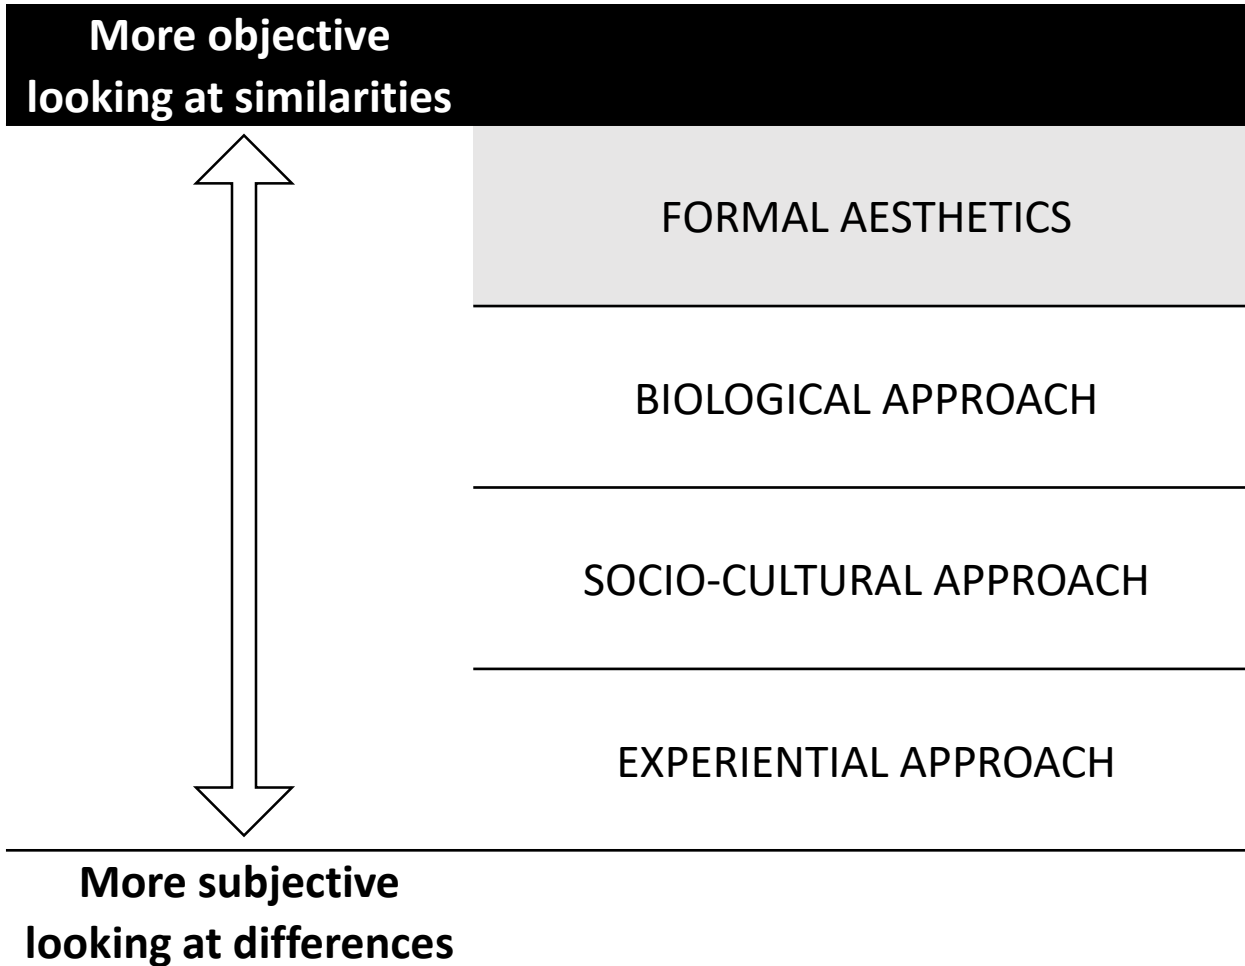 More objective
looking at similarities
FORMAL AESTHETICS
BIOLOGICAL APPROACH
SOCIO-CULTURAL APPROACH
EXPERIENTIAL APPROACH
More subjective
looking at differences